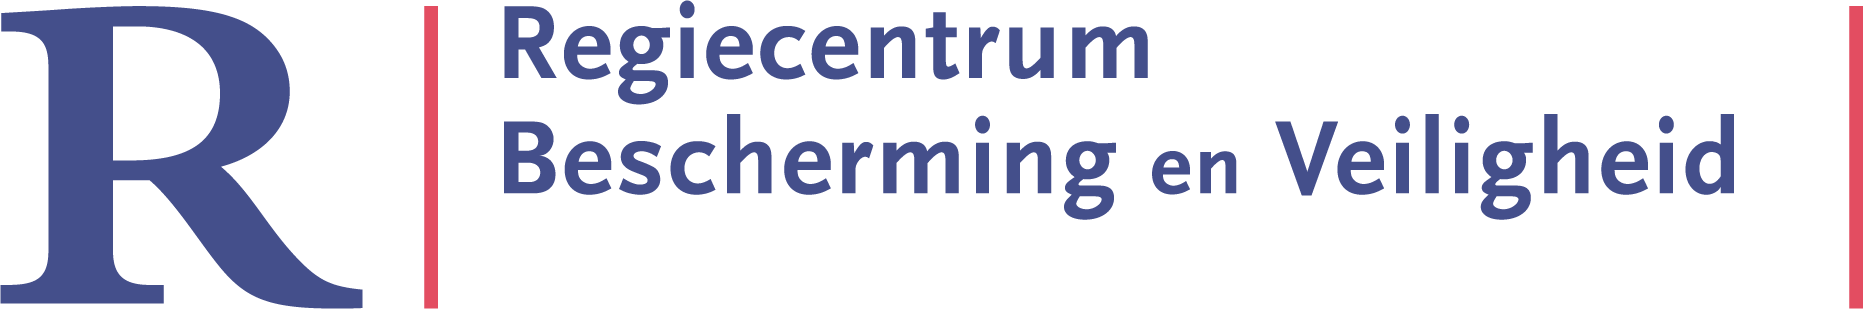 R
Regiecentrum
Bescherming en Veiligheid